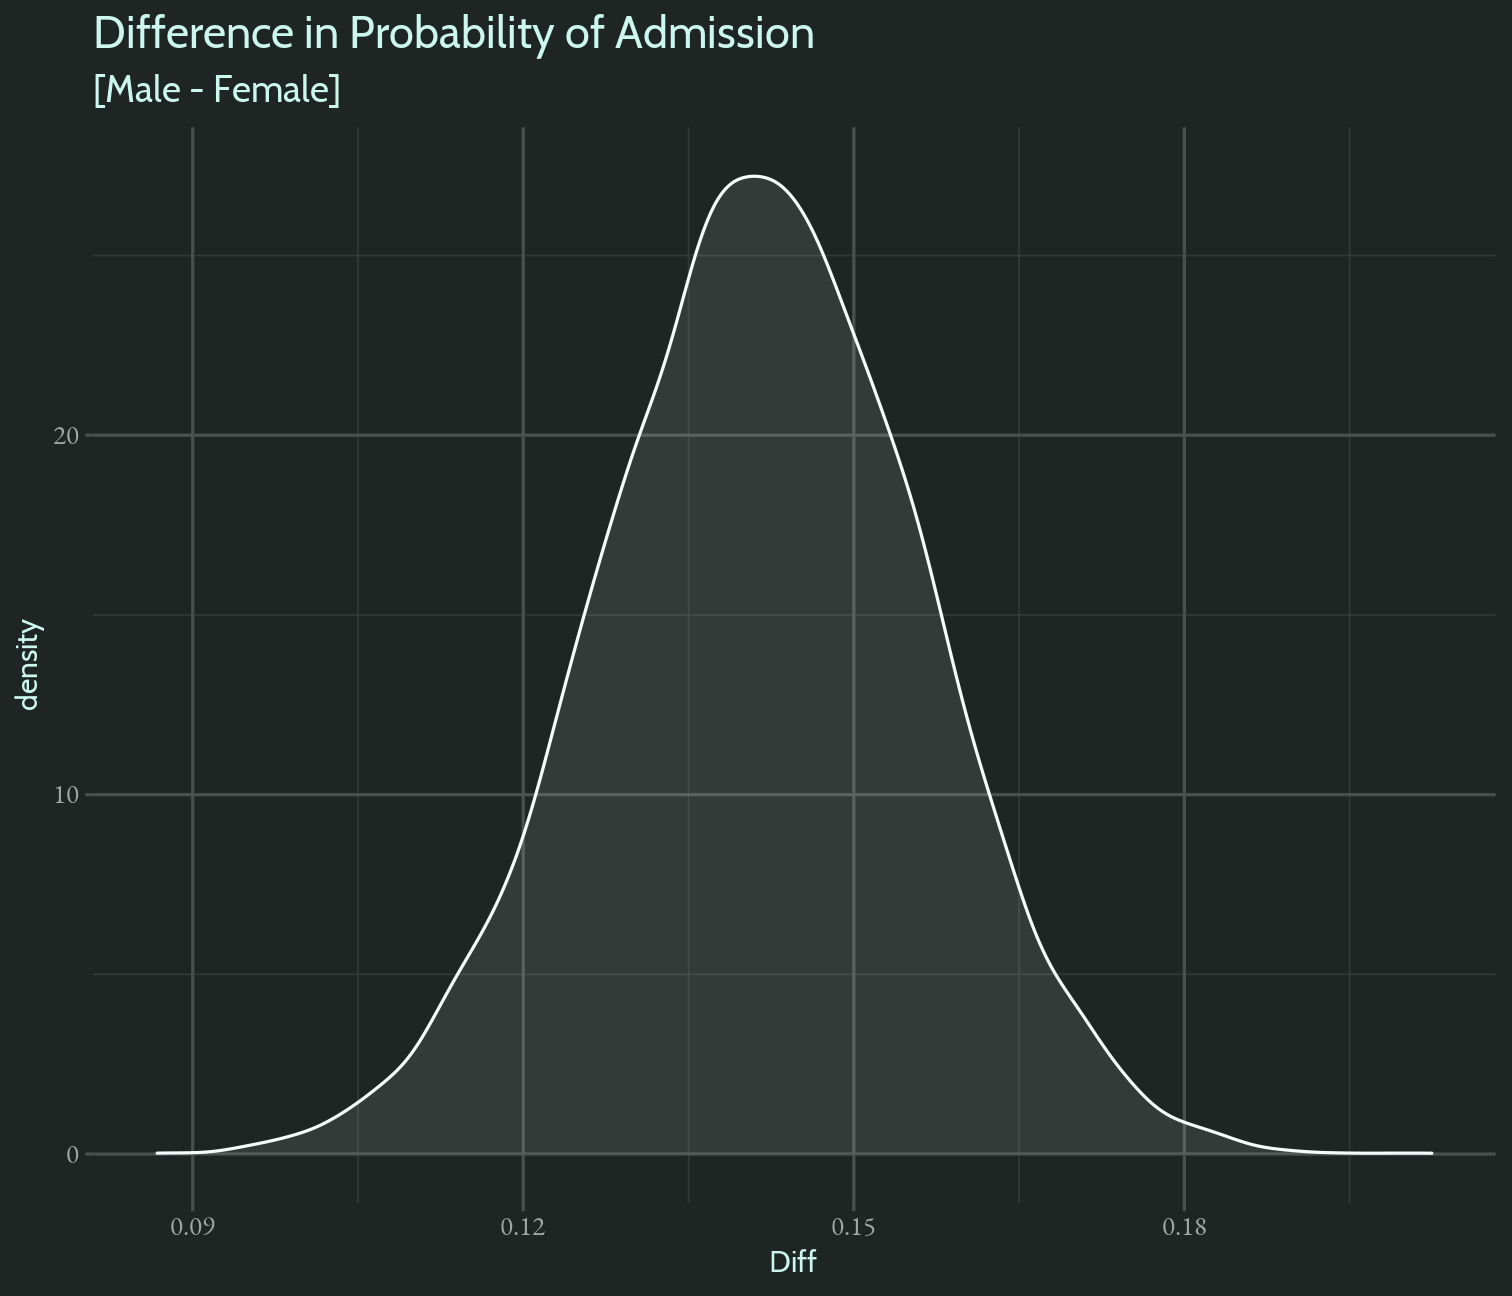 Difference in Probability of Admission
[Male - Female]
density
20
10
0
0.09 0.12 0.15 0.18
Diff